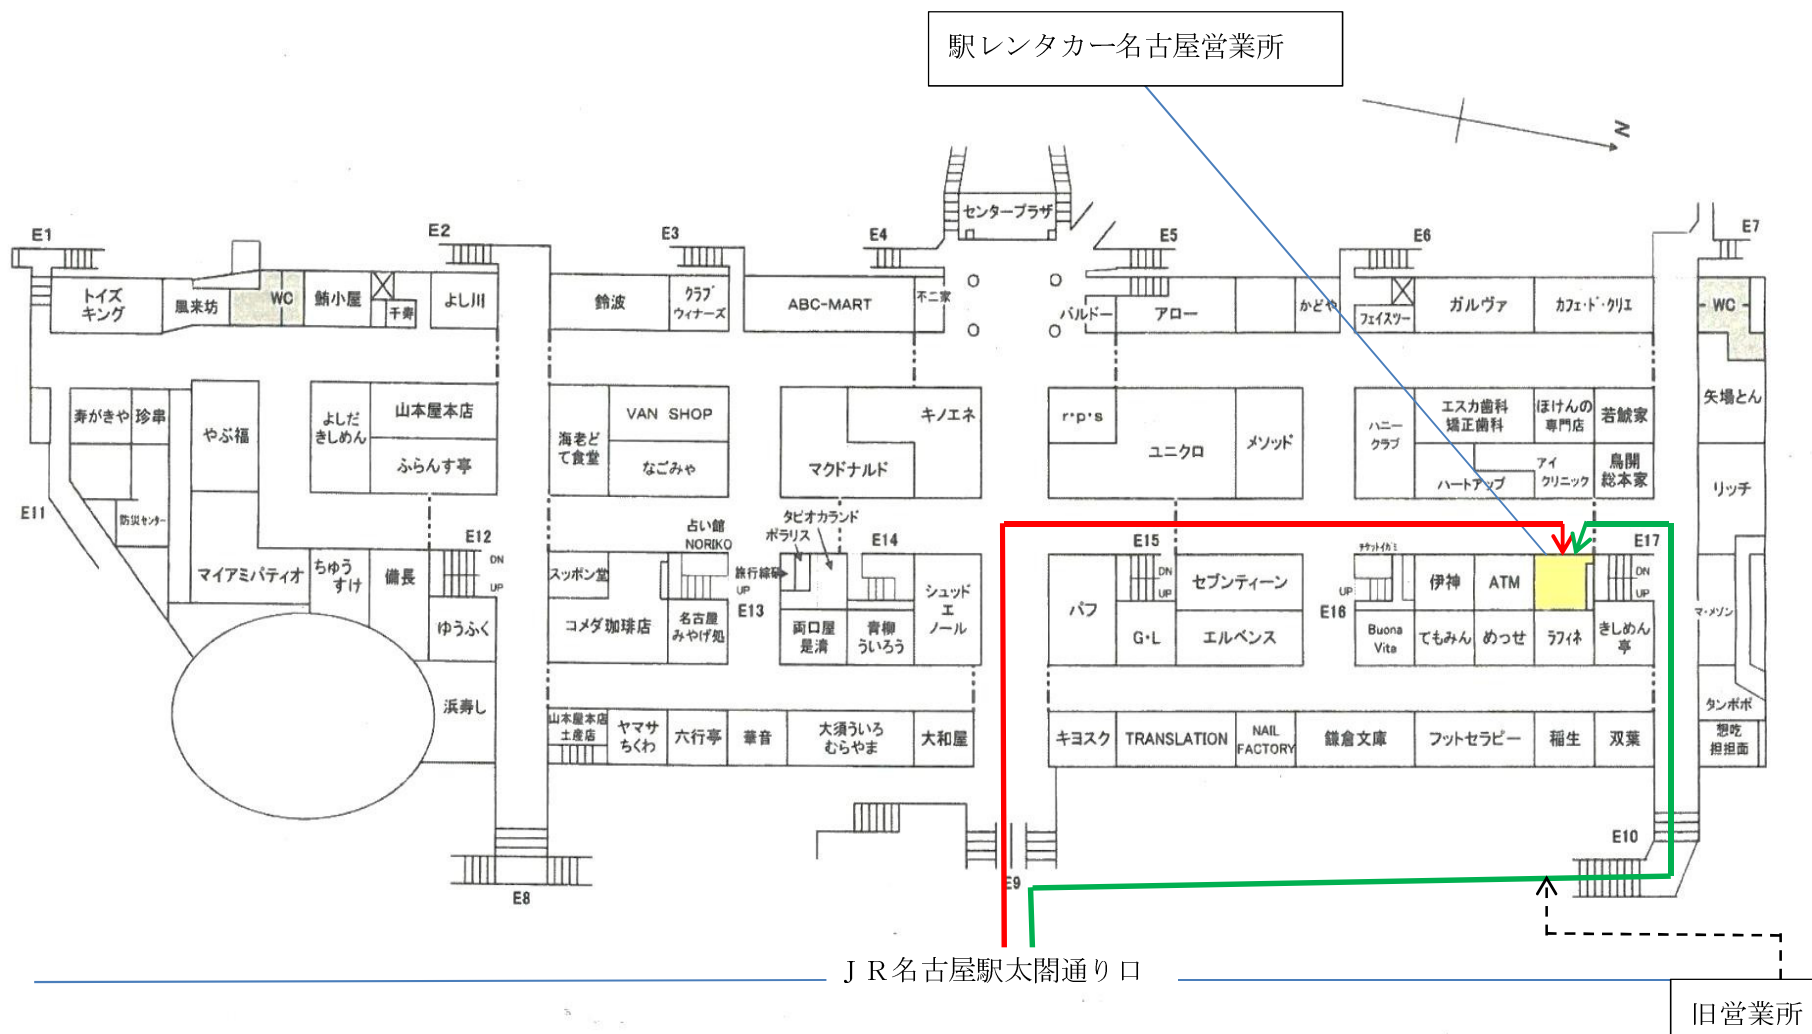 駅レンタカー名古屋営業所
N
センタープラザ
E1
E2
E3
E4
E5
E6
E7
トイズ
キング
風来坊
WC
鮪小屋
千寿
よし川
鈴波
クラブ
ウィナーズ
ABC-MART
不二家
バルドー
アロー
かどや
フェイスツー
ガルヴァ
カフェ・ド・クリエ
WC
寿がきや
珍串
やぶ福
よしだ
きしめん
山本屋本店
ふらんす亭
海老ど
て食堂
VAN SHOP
なごみゃ
マクドナルド
キノエネ
r・p・s
ユニクロ
メソッド
ハニー
クラブ
エスカ歯科
矯正歯科
ハートアップ
ほけんの
専門店
アイ
クリニック
若鯱家
鳥開
総本家
矢場とん
リッチ
E11
防災センター
マイアミパティオ
ちゅう
すけ
備長
E12
DN
UP
ゆうふく
浜寿し
スッポン堂
コメダ珈琲店
占い館
NORIKO
名古屋
みやげ処
旅行綜研
UP
E13
ポラリス
タピオカランド
E14
両口屋
是清
青柳
ういろう
シュッド
エ
ノール
パフ
E15
DN
UP
G・L
セブンティーン
エルベンス
チケットイガミ
UP
E16
伊神
ATM
Buona
Vita
てもみん
めっせ
ラフィネ
E17
DN
UP
きしめん
亭
マ・メゾン
タンポポ
想吃
担担面
山本屋本店
土産店
ヤマサ
ちくわ
六行亭
華音
大須ういろ
むらやま
大和屋
キヨスク
TRANSLATION
NAIL
FACTORY
鎌倉文庫
フットセラピー
稲生
双葉
E8
E9
E10
JR名古屋駅太閤通り口
旧営業所